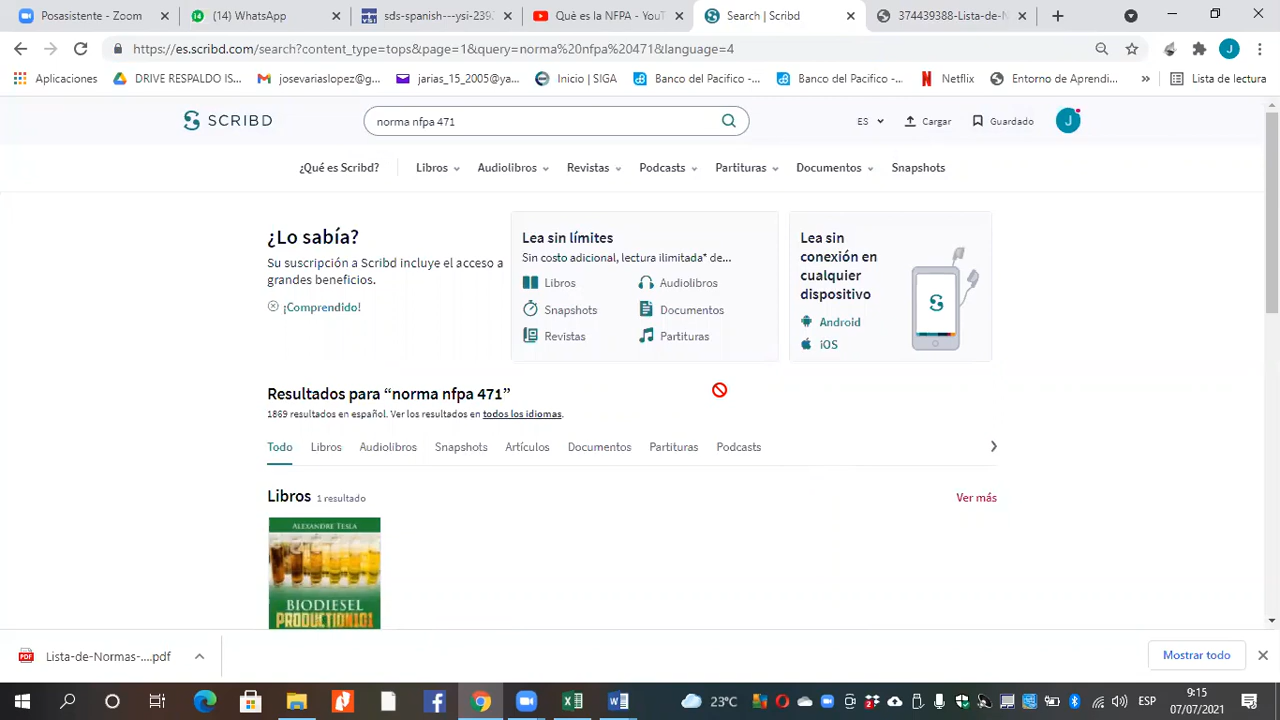 Posasistente - Zoom
(14) WhatsApp
sds-spanish---ysi-2392
Què es la NFPA - YouT
Search | Scribd
374439388-Lista-de-N
https://es.scribd.com/search?content_type=tops&page=1&query=norma%20nfpa%20471&language=4
J
Aplicaciones
DRIVE RESPALDO IS...
josevariaslopez@g...
jarias_15_2005@ya...
Inicio | SIGA
Banco del Pacifico -...
Banco del Pacifico -...
Netflix
Entorno de Aprendi...
»
Lista de lectura
SCRIBD
norma nfpa 471
ES
Cargar
Guardado
J
¿Qué es Scribd?
Libros
Audiolibros
Revistas
Podcasts
Partituras
Documentos
Snapshots
¿Lo sabía?
Su suscripción a Scribd incluye el acceso a
grandes beneficios.
¡Comprendido!
Lea sin límites
Sin costo adicional, lectura ilimitada* de...
Libros
Audiolibros
Snapshots
Documentos
Revistas
Partituras
Lea sin
conexión en
cualquier
dispositivo
Android
iOS
Resultados para “norma nfpa 471”
1869 resultados en español. Ver los resultados en todos los idiomas.
Todo
Libros
Audiolibros
Snapshots
Artículos
Documentos
Partituras
Podcasts
Libros 1 resultado
Ver más
ALEXANDRE TESLA
BIODIESEL
PRODUCTION101
PDF
Lista-de-Normas-....pdf
Mostrar todo
23°C
ESP
9:15
07/07/2021